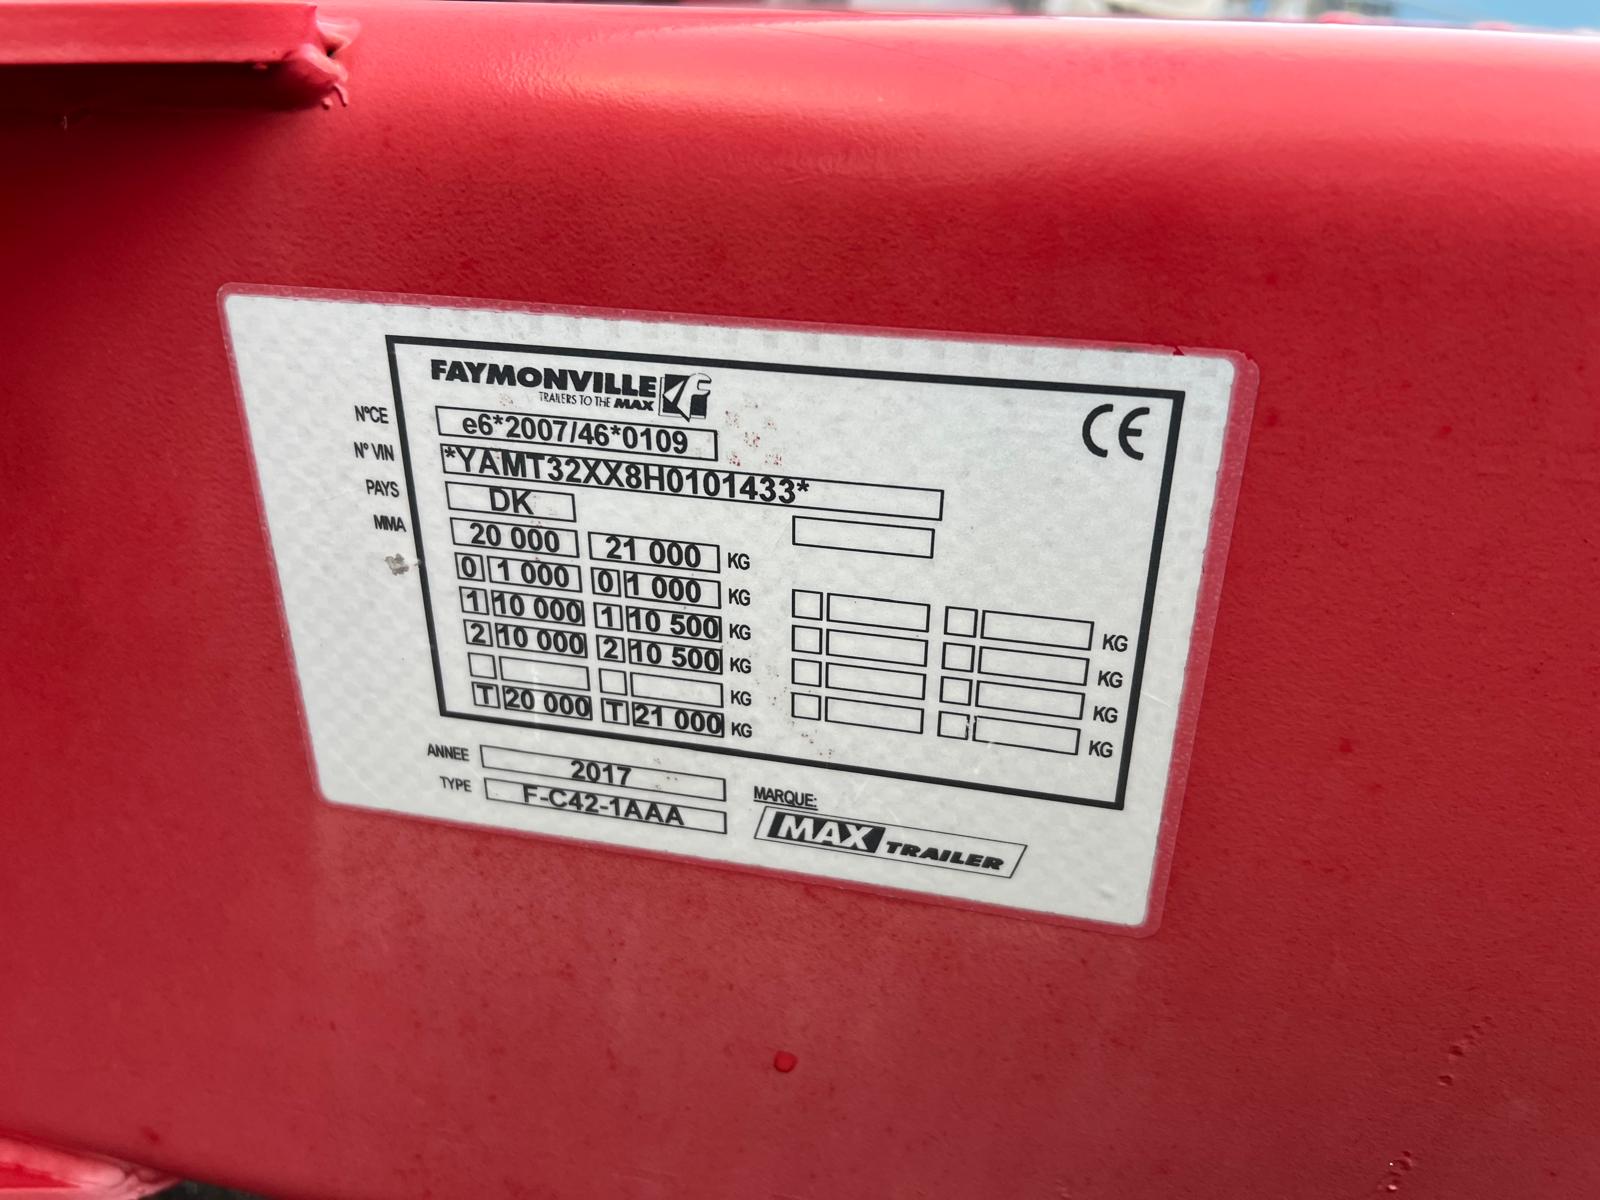 FAYMONVILLE
TRAILERS TO THE MAX
CE
N°CE e6*2007/46*0109
N° VIN *YAMT32XX8H0101433*
PAYS DK
MMA 20 000 21 000 KG
0 1 000 0 1 000 KG
1 10 000 1 10 500 KG KG
2 10 000 2 10 500 KG KG
KG KG
T 20 000 T 21 000 KG KG
ANNEE 2017
TYPE F-C42-1AAA
MARQUE:
MAX TRAILER